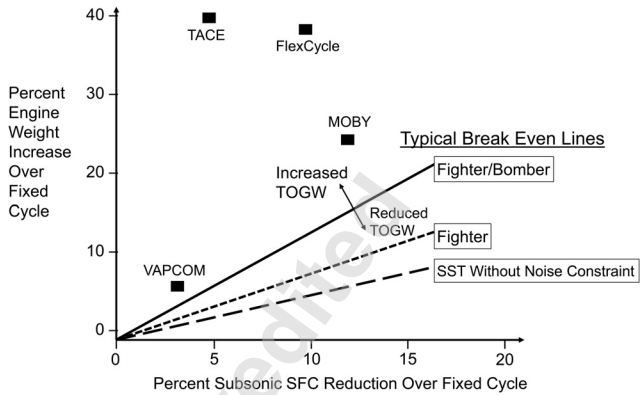 40
TACE
FlexCycle
Percent
Engine
Weight
Increase
Over
Fixed
Cycle
30
MOBY
Typical Break Even Lines
20
Increased
TOGW
Fighter/Bomber
Reduced
TOGW
10
Fighter
VAPCOM
SST Without Noise Constraint
0
0 5 10 15 20
Percent Subsonic SFC Reduction Over Fixed Cycle